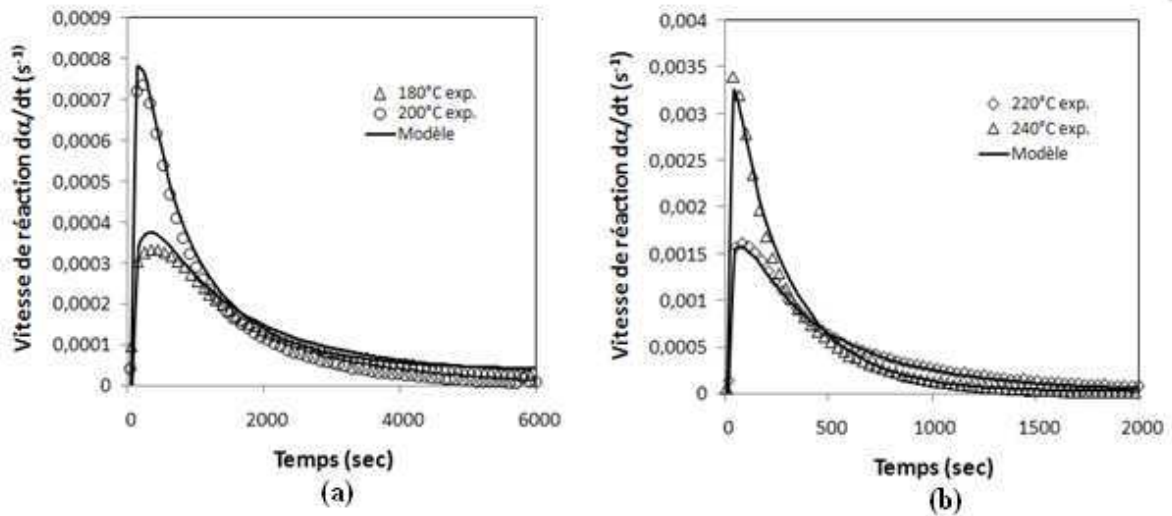 Vitesse de réaction dα/dt (s⁻¹)
0,0009
0,0008
0,0007
0,0006
0,0005
0,0004
0,0003
0,0002
0,0001
0
180°C exp.
200°C exp.
Modèle
0
2000
4000
6000
Temps (sec)
(a)
Vitesse de réaction dα/dt (s⁻¹)
0,004
0,0035
0,003
0,0025
0,002
0,0015
0,001
0,0005
0
220°C exp.
240°C exp.
Modèle
0
500
1000
1500
2000
Temps (sec)
(b)